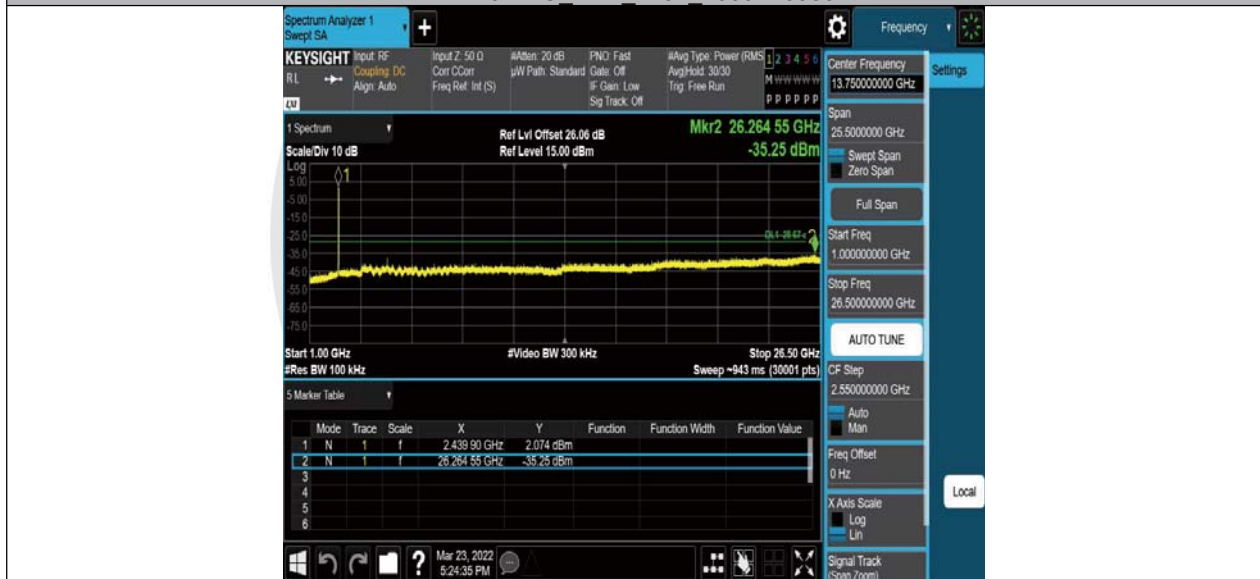 Spectrum Analyzer 1
Swept SA
+
Frequency
KEYSIGHT
RL
LXI
Input: RF
Coupling: DC
Align: Auto
Input Z: 50 Ω
Corr CCorr
Freq Ref: Int (S)
#Atten: 20 dB
µW Path: Standard
PNO: Fast
Gate: Off
IF Gain: Low
Sig Track: Off
#Avg Type: Power (RMS
Avg|Hold: 30/30
Trig: Free Run
1 2 3 4 5 6
M W W W W W
P P P P P P
Center Frequency
13.750000000 GHz
Settings
Span
25.5000000 GHz
Swept Span
Zero Span
Full Span
Start Freq
1.000000000 GHz
Stop Freq
26.500000000 GHz
AUTO TUNE
CF Step
2.550000000 GHz
Auto
Man
Freq Offset
0 Hz
X Axis Scale
Log
Lin
Signal Track
(Span Zoom)
Local
1 Spectrum
Scale/Div 10 dB
Ref Lvl Offset 26.06 dB
Ref Level 15.00 dBm
Mkr2 26.264 55 GHz
-35.25 dBm
Log
5.00
-5.00
-15.0
-25.0
-35.0
-45.0
-55.0
-65.0
-75.0
1
DL1 -28.67
2
Start 1.00 GHz
#Video BW 300 kHz
Stop 26.50 GHz
#Res BW 100 kHz
Sweep ~943 ms (30001 pts)
5 Marker Table
Mode Trace Scale X Y Function Function Width Function Value
1 N 1 f 2.439 90 GHz 2.074 dBm
2 N 1 f 26.264 55 GHz -35.25 dBm
3
4
5
6
?
Mar 23, 2022
5:24:35 PM